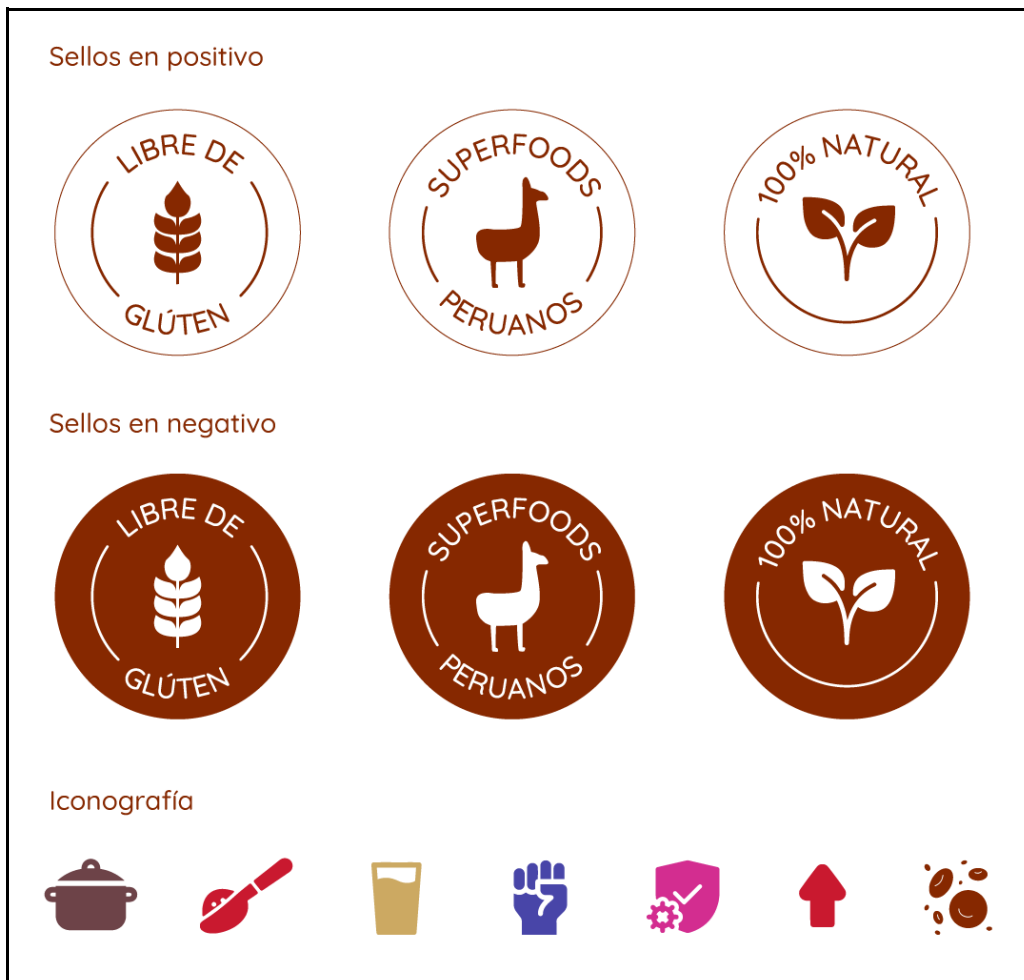 Sellos en positivo
LIBRE DE
GLÚTEN
SUPERFOODS
PERUANOS
100% NATURAL
Sellos en negativo
LIBRE DE
GLÚTEN
SUPERFOODS
PERUANOS
100% NATURAL
Iconografía